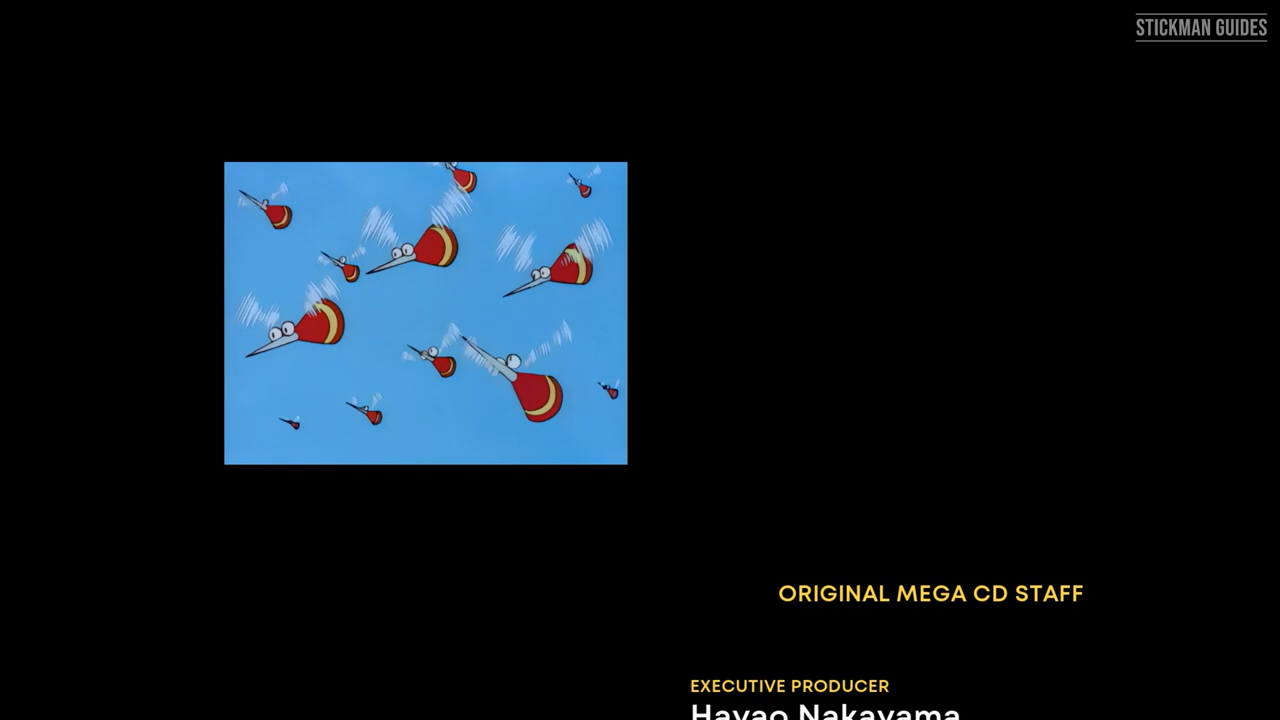 STICKMAN GUIDES
ORIGINAL MEGA CD STAFF
EXECUTIVE PRODUCER
Hayao Nakayama